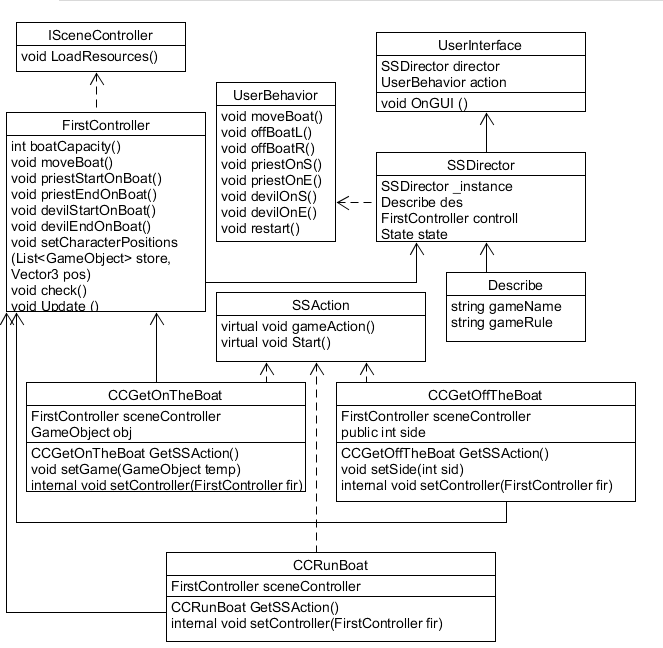 ISceneController
void LoadResources()
UserInterface
SSDirector director
UserBehavior action
void OnGUI ()
UserBehavior
void moveBoat()
void offBoatL()
void offBoatR()
void priestOnS()
void priestOnE()
void devilOnS()
void devilOnE()
void restart()
FirstController
int boatCapacity()
void moveBoat()
void priestStartOnBoat()
void priestEndOnBoat()
void devilStartOnBoat()
void devilEndOnBoat()
void setCharacterPositions
(List<GameObject> store,
Vector3 pos)
void check()
void Update ()
SSDirector
SSDirector _instance
Describe des
FirstController controll
State state
Describe
string gameName
string gameRule
SSAction
virtual void gameAction()
virtual void Start()
CCGetOnTheBoat
FirstController sceneController
GameObject obj
CCGetOnTheBoat GetSSAction()
void setGame(GameObject temp)
internal void setController(FirstController fir)
CCGetOffTheBoat
FirstController sceneController
public int side
CCGetOffTheBoat GetSSAction()
void setSide(int sid)
internal void setController(FirstController fir)
CCRunBoat
FirstController sceneController
CCRunBoat GetSSAction()
internal void setController(FirstController fir)